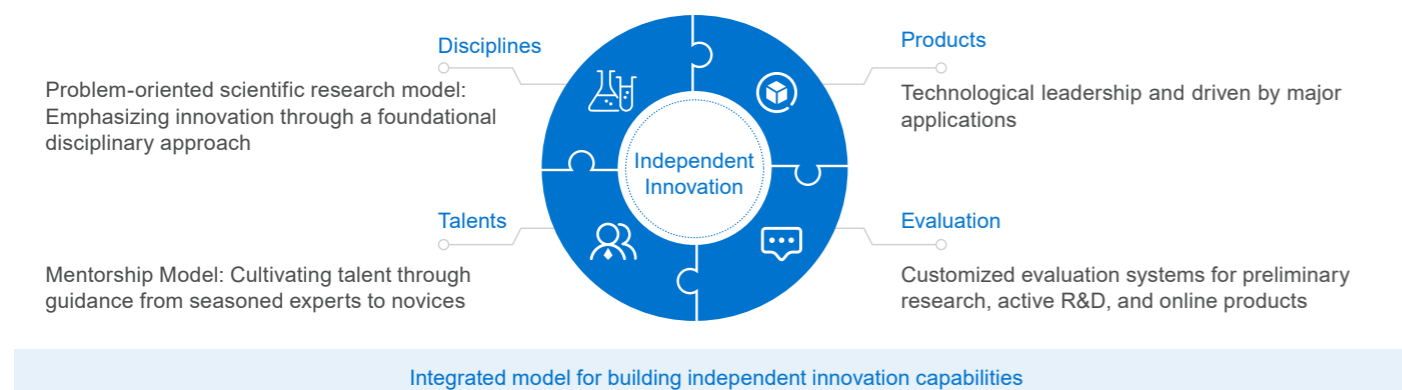 Disciplines
Problem-oriented scientific research model:
Emphasizing innovation through a foundational
disciplinary approach
Products
Technological leadership and driven by major
applications
Independent
Innovation
Talents
Mentorship Model: Cultivating talent through
guidance from seasoned experts to novices
Evaluation
Customized evaluation systems for preliminary
research, active R&D, and online products
Integrated model for building independent innovation capabilities